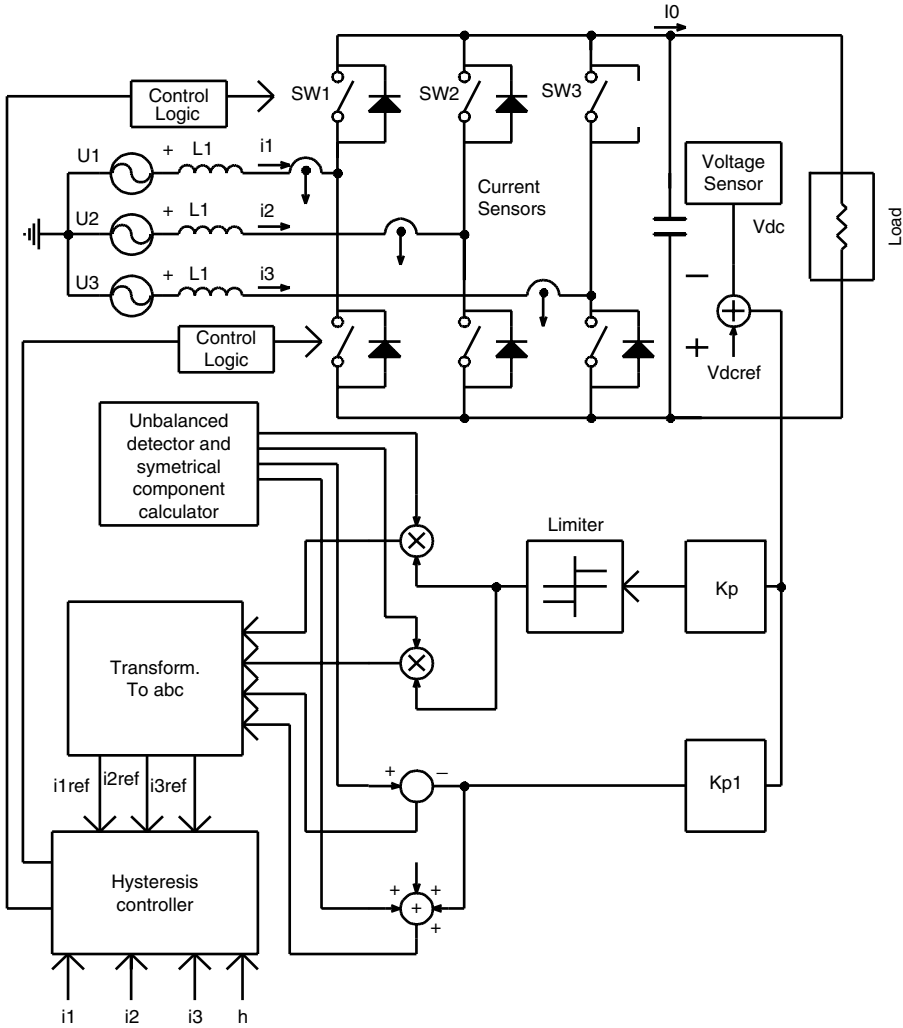 I0
Control
Logic
SW1
SW2
SW3
U1
+
L1
i1
Current
Sensors
Voltage
Sensor
Vdc
Load
U2
+
L1
i2
U3
+
L1
i3
−
+
+
Vdcref
Control
Logic
Unbalanced
detector and
symetrical
component
calculator
Limiter
Kp
Transform.
To abc
i1ref
i2ref
i3ref
+
−
Kp1
Hysteresis
controller
+
+
+
+
i1
i2
i3
h